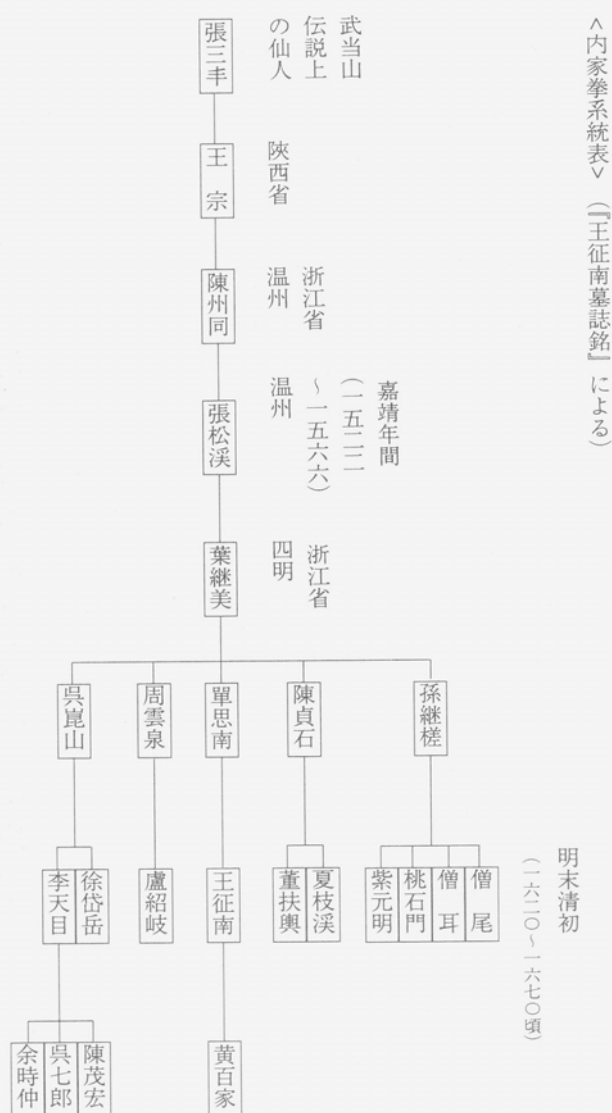 <内家拳系統表> (『王征南墓誌銘』による)
武当山
伝説上
の仙人
張三丰
陝西省
王 宗
浙江省
温州
陳州同
嘉靖年間
(一五二二
~一五六六)
温州
張松渓
浙江省
四明
葉継美
明末清初
(一六二〇~一六七〇頃)
孫継槎
陳貞石
單思南
周雲泉
呉崑山
僧 尾
僧 耳
桃石門
紫元明
夏枝渓
董扶輿
王征南
盧紹岐
徐岱岳
李天目
黄百家
陳茂宏
呉七郎
余時仲